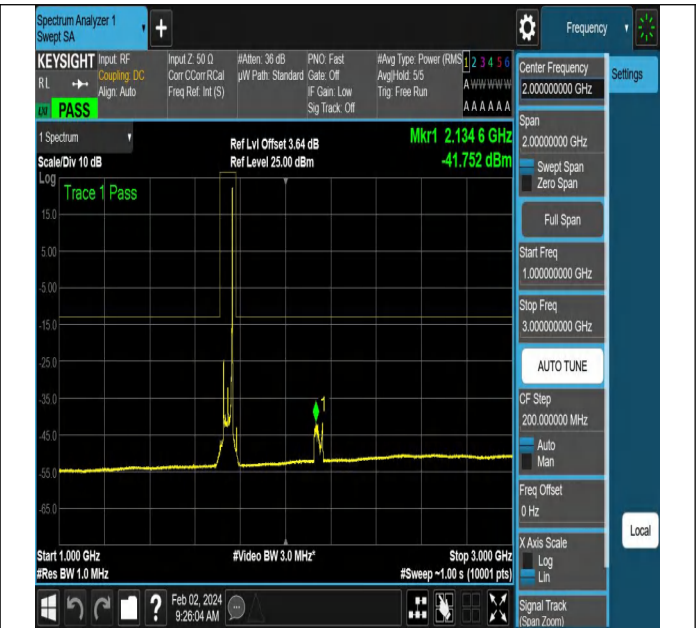 Spectrum Analyzer 1
Swept SA
+
Frequency
KEYSIGHT
RL
PASS
Input: RF
Coupling: DC
Align: Auto
Input Z: 50 Ω
Corr CCorr RCal
Freq Ref: Int (S)
#Atten: 36 dB
µW Path: Standard
PNO: Fast
Gate: Off
IF Gain: Low
Sig Track: Off
#Avg Type: Power (RMS
Avg|Hold: 5/5
Trig: Free Run
1 2 3 4 5 6
A W W W W W
A A A A A A
1 Spectrum
Scale/Div 10 dB
Ref Lvl Offset 3.64 dB
Ref Level 25.00 dBm
Mkr1 2.134 6 GHz
-41.752 dBm
Log
Trace 1 Pass
15.0
5.00
-5.00
-15.0
-25.0
-35.0
-45.0
-55.0
-65.0
1
Start 1.000 GHz
#Res BW 1.0 MHz
#Video BW 3.0 MHz*
Stop 3.000 GHz
#Sweep ~1.00 s (10001 pts)
?
Feb 02, 2024
9:26:04 AM
Center Frequency
2.000000000 GHz
Settings
Span
2.00000000 GHz
Swept Span
Zero Span
Full Span
Start Freq
1.000000000 GHz
Stop Freq
3.000000000 GHz
AUTO TUNE
CF Step
200.000000 MHz
Auto
Man
Freq Offset
0 Hz
X Axis Scale
Log
Lin
Local
Signal Track
(Span Zoom)